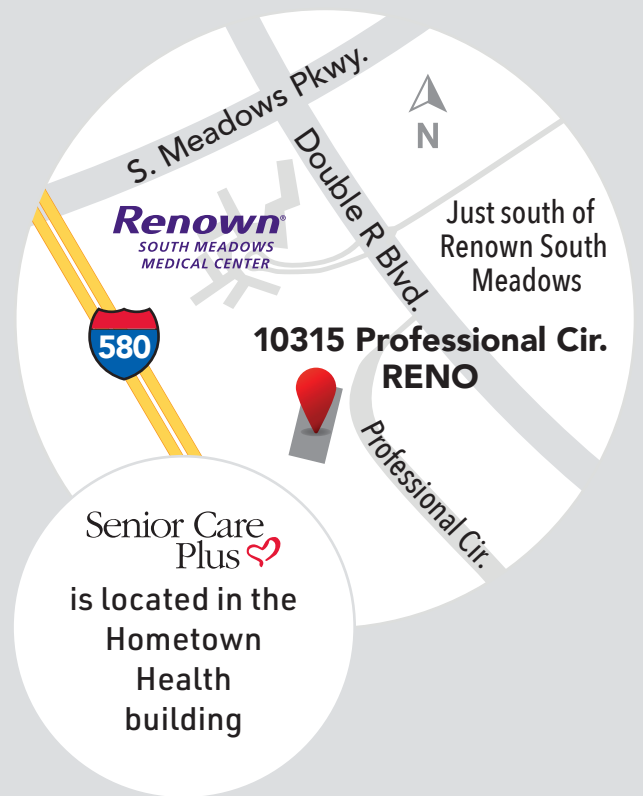 S. Meadows Pkwy.
N
Double R Blvd.
Renown®
SOUTH MEADOWS
MEDICAL CENTER
Just south of
Renown South
Meadows
580
10315 Professional Cir.
RENO
Professional Cir.
Senior Care
Plus
is located in the
Hometown
Health
building